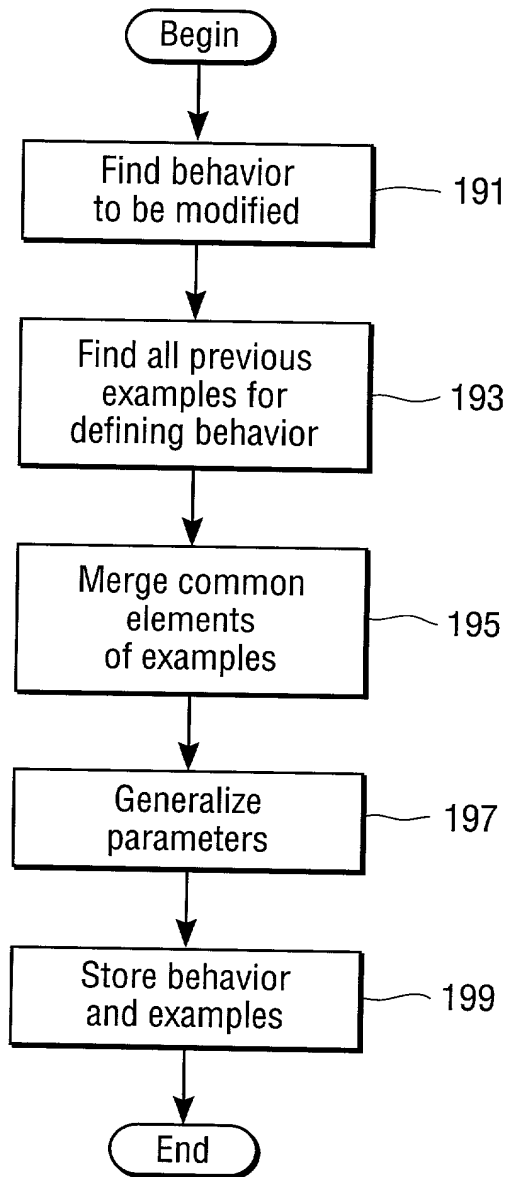 Begin
Find behavior
to be modified
191
Find all previous
examples for
defining behavior
193
Merge common
elements
of examples
195
Generalize
parameters
197
Store behavior
and examples
199
End